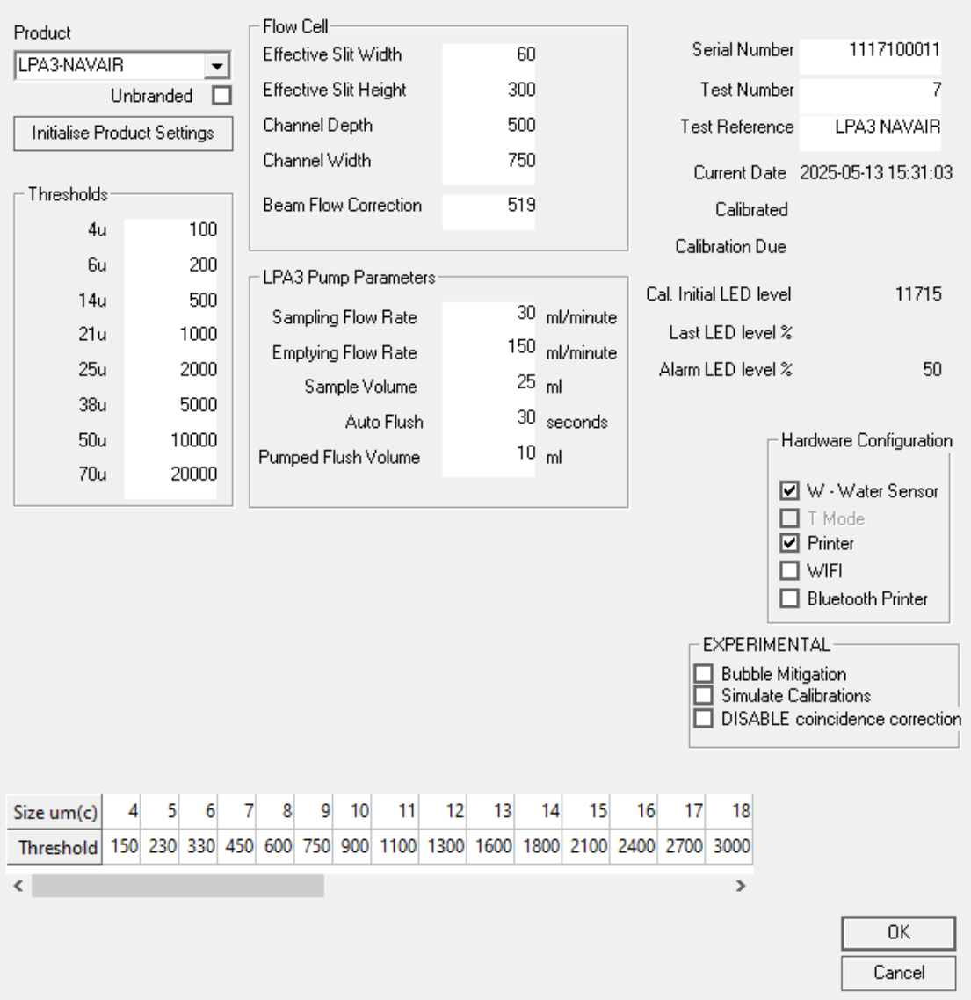 Product
LPA3-NAVAIR
Unbranded
Initialise Product Settings
Thresholds
4u 100
6u 200
14u 500
21u 1000
25u 2000
38u 5000
50u 10000
70u 20000
Flow Cell
Effective Slit Width 60
Effective Slit Height 300
Channel Depth 500
Channel Width 750
Beam Flow Correction 519
LPA3 Pump Parameters
Sampling Flow Rate 30 ml/minute
Emptying Flow Rate 150 ml/minute
Sample Volume 25 ml
Auto Flush 30 seconds
Pumped Flush Volume 10 ml
Serial Number 1117100011
Test Number 7
Test Reference LPA3 NAVAIR
Current Date 2025-05-13 15:31:03
Calibrated
Calibration Due
Cal. Initial LED level 11715
Last LED level %
Alarm LED level % 50
Hardware Configuration
W - Water Sensor
T Mode
Printer
WIFI
Bluetooth Printer
EXPERIMENTAL
Bubble Mitigation
Simulate Calibrations
DISABLE coincidence correction
Size um(c) 4 5 6 7 8 9 10 11 12 13 14 15 16 17 18
Threshold 150 230 330 450 600 750 900 1100 1300 1600 1800 2100 2400 2700 3000
OK
Cancel